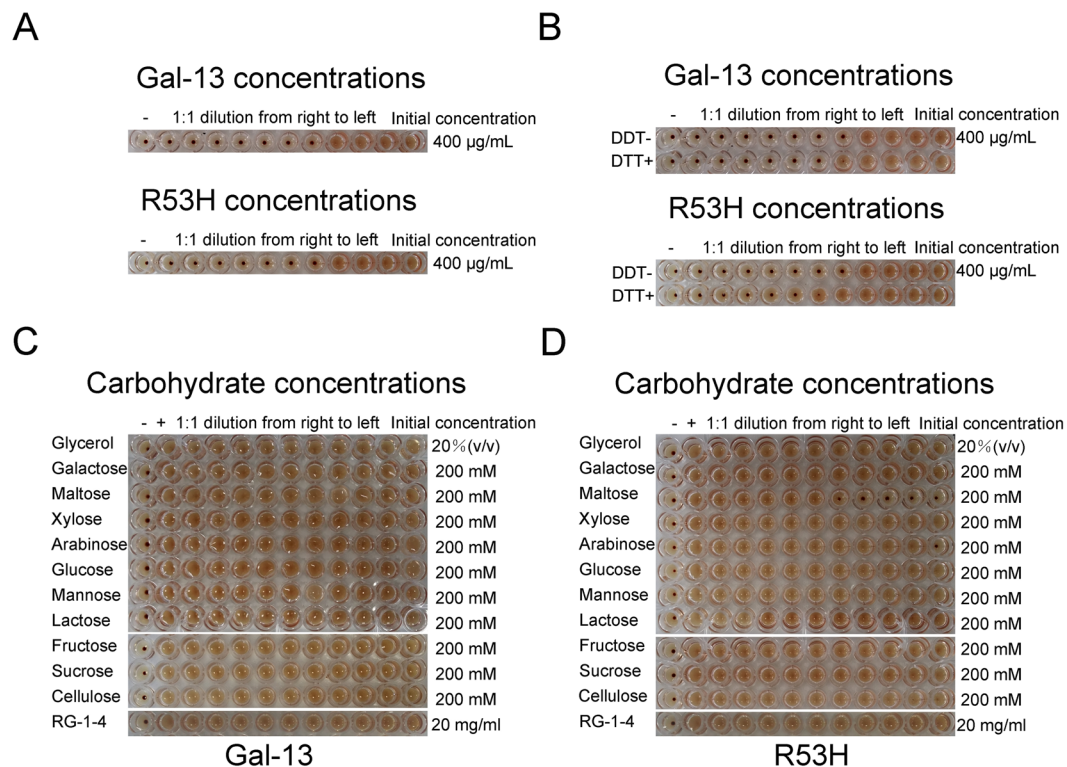 A
Gal-13 concentrations
- 1:1 dilution from right to left Initial concentration
400 µg/mL
R53H concentrations
- 1:1 dilution from right to left Initial concentration
400 µg/mL
B
Gal-13 concentrations
- 1:1 dilution from right to left Initial concentration
DDT- 400 µg/mL
DTT+
R53H concentrations
- 1:1 dilution from right to left Initial concentration
DDT- 400 µg/mL
DTT+
C
Carbohydrate concentrations
- + 1:1 dilution from right to left Initial concentration
Glycerol 20%(v/v)
Galactose 200 mM
Maltose 200 mM
Xylose 200 mM
Arabinose 200 mM
Glucose 200 mM
Mannose 200 mM
Lactose 200 mM
Fructose 200 mM
Sucrose 200 mM
Cellulose 200 mM
RG-1-4 20 mg/ml
Gal-13
D
Carbohydrate concentrations
- + 1:1 dilution from right to left Initial concentration
Glycerol 20%(v/v)
Galactose 200 mM
Maltose 200 mM
Xylose 200 mM
Arabinose 200 mM
Glucose 200 mM
Mannose 200 mM
Lactose 200 mM
Fructose 200 mM
Sucrose 200 mM
Cellulose 200 mM
RG-1-4 20 mg/ml
R53H